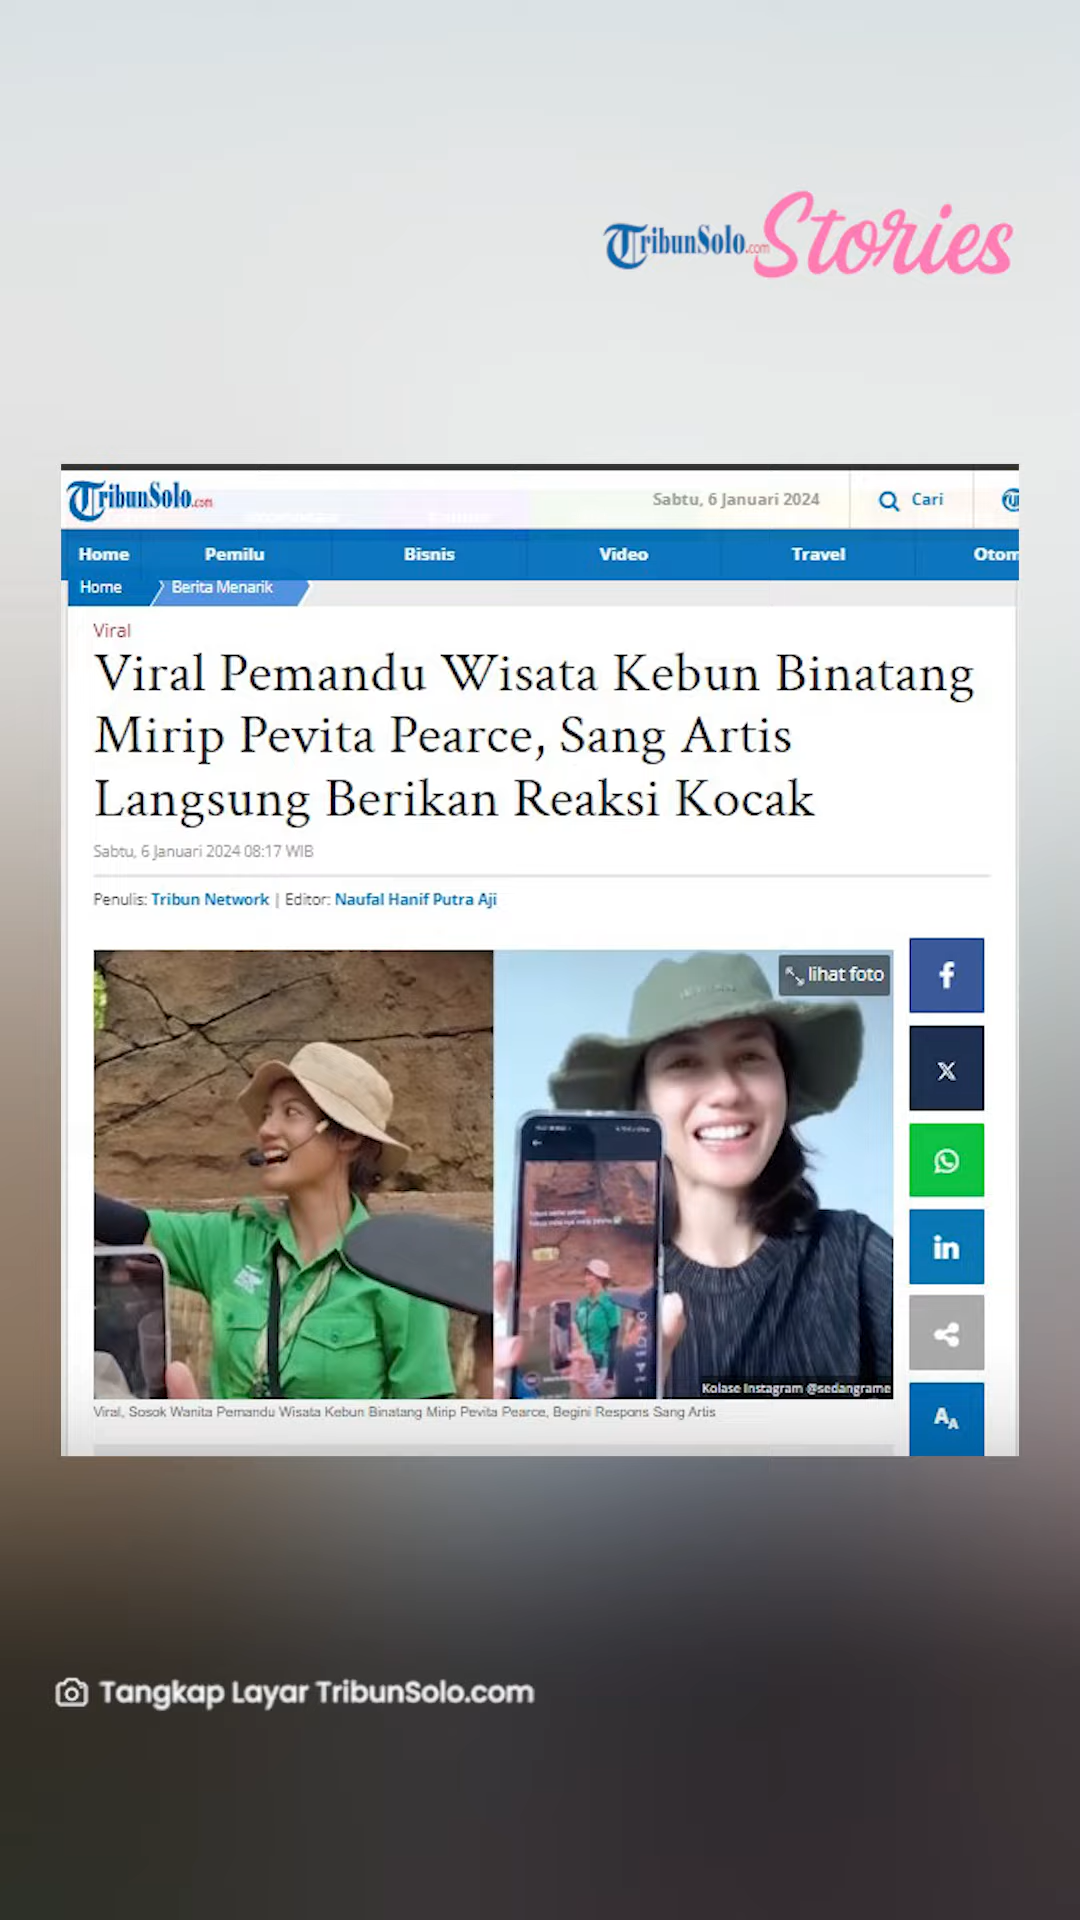 TribunSolo.com Stories
TribunSolo.com
Sabtu, 6 Januari 2024
Cari
Home
Pemilu
Bisnis
Video
Travel
Otom
Home
Berita Menarik
Viral
Viral Pemandu Wisata Kebun Binatang
Mirip Pevita Pearce, Sang Artis
Langsung Berikan Reaksi Kocak
Sabtu, 6 Januari 2024 08:17 WIB
Penulis: Tribun Network | Editor: Naufal Hanif Putra Aji
lihat foto
Kolase Instagram @sedangrame
Viral, Sosok Wanita Pemandu Wisata Kebun Binatang Mirip Pevita Pearce, Begini Respons Sang Artis
AA
Tangkap Layar TribunSolo.com